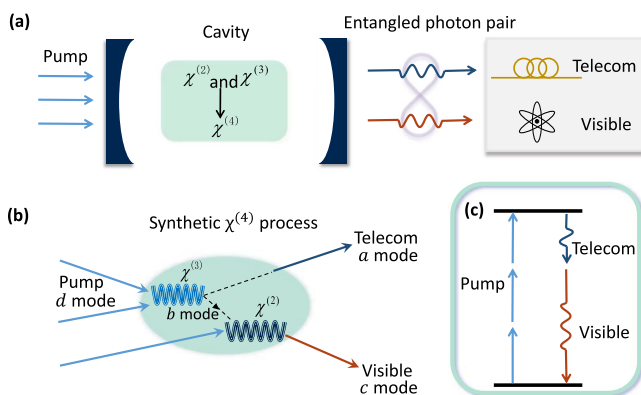 (a)
Pump
Cavity
χ(2) and χ(3)
χ(4)
Entangled photon pair
Telecom
Visible
(b)
Synthetic χ(4) process
Pump
d mode
χ(3)
b mode
χ(2)
Telecom
a mode
Visible
c mode
(c)
Pump
Telecom
Visible